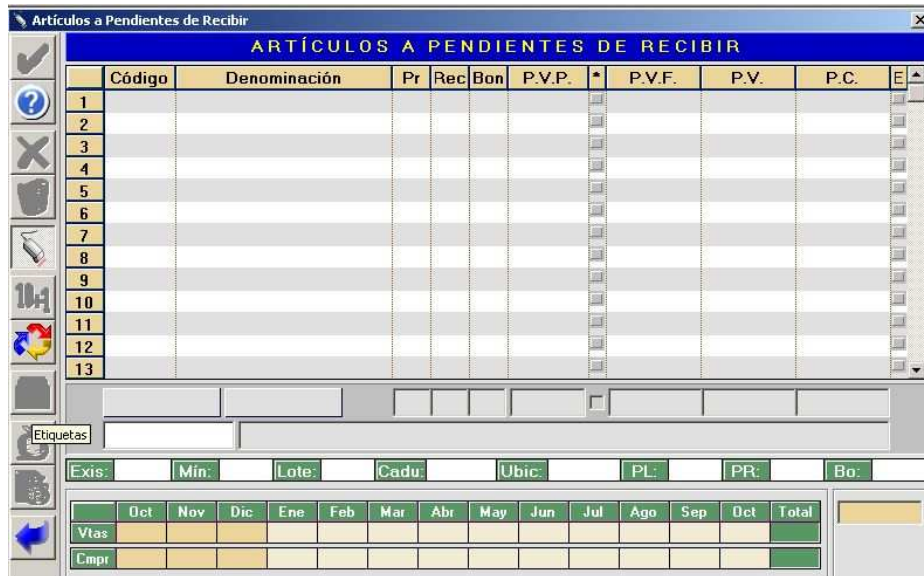 Artículos a Pendientes de Recibir
ARTÍCULOS A PENDIENTES DE RECIBIR
Código Denominación Pr Rec Bon P.V.P. * P.V.F. P.V. P.C. E
1
2
3
4
5
6
7
8
9
10
11
12
13
Etiquetas
Exis: Mín: Lote: Cadu: Ubic: PL: PR: Bo:
Oct Nov Dic Ene Feb Mar Abr May Jun Jul Ago Sep Oct Total
Vtas
Cmpr